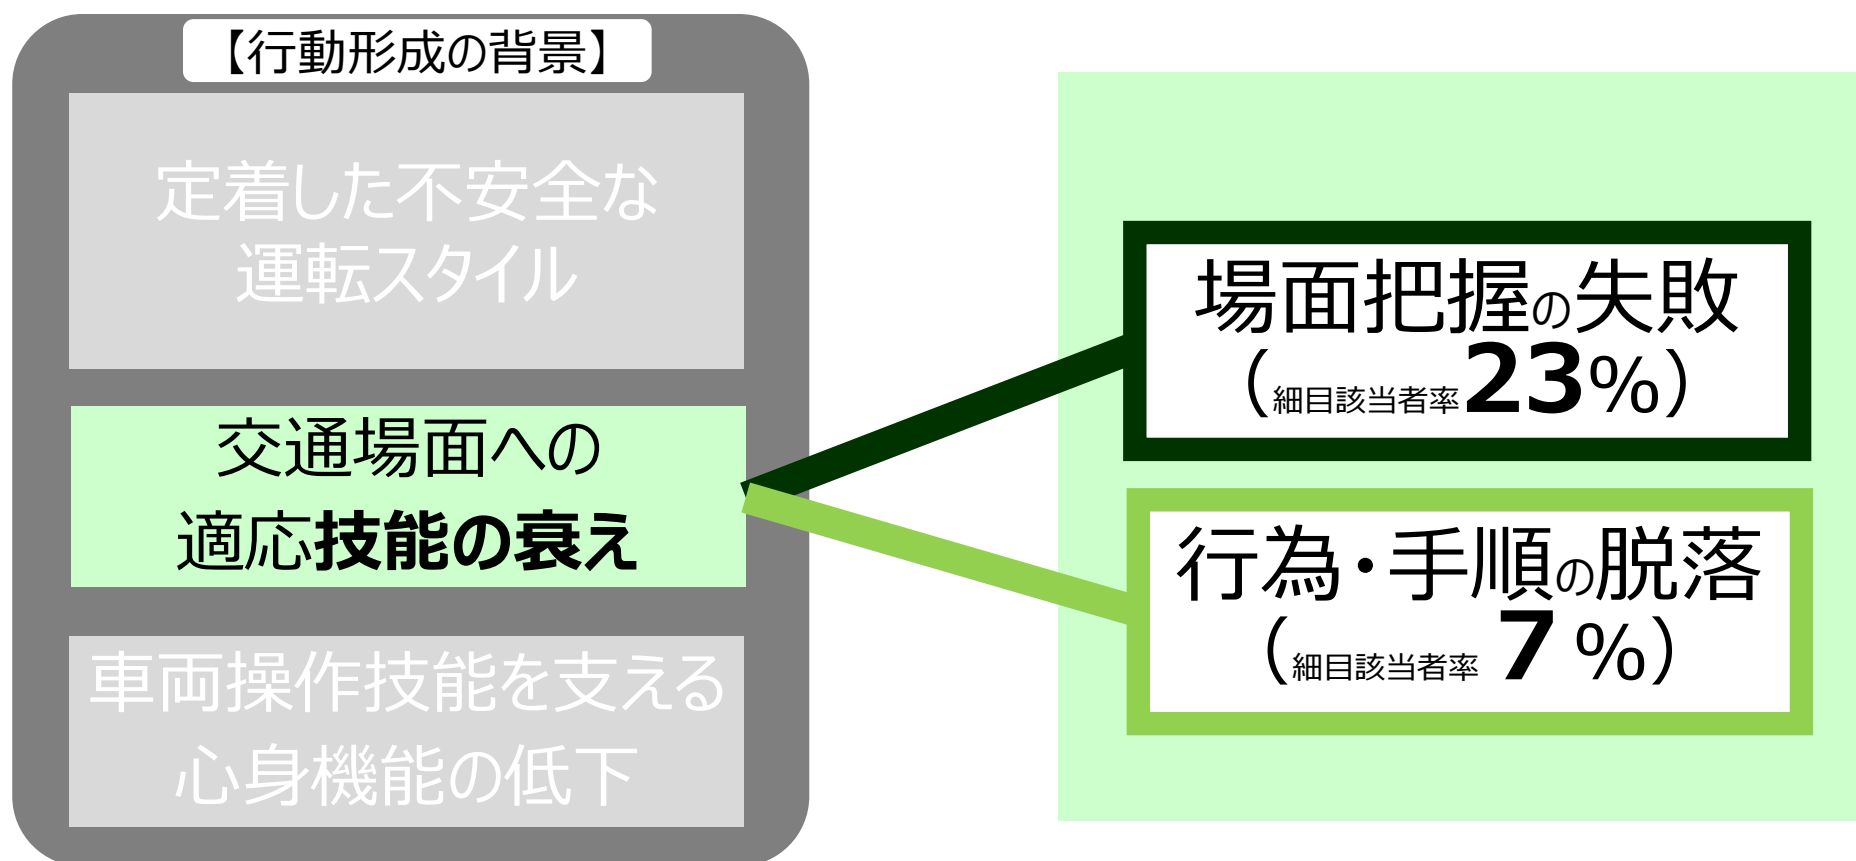 【行動形成の背景】
定着した不安全な
運転スタイル
交通場面への
適応技能の衰え
車両操作技能を支える
心身機能の低下
場面把握の失敗
（細目該当者率23%）
行為・手順の脱落
（細目該当者率 7 %）